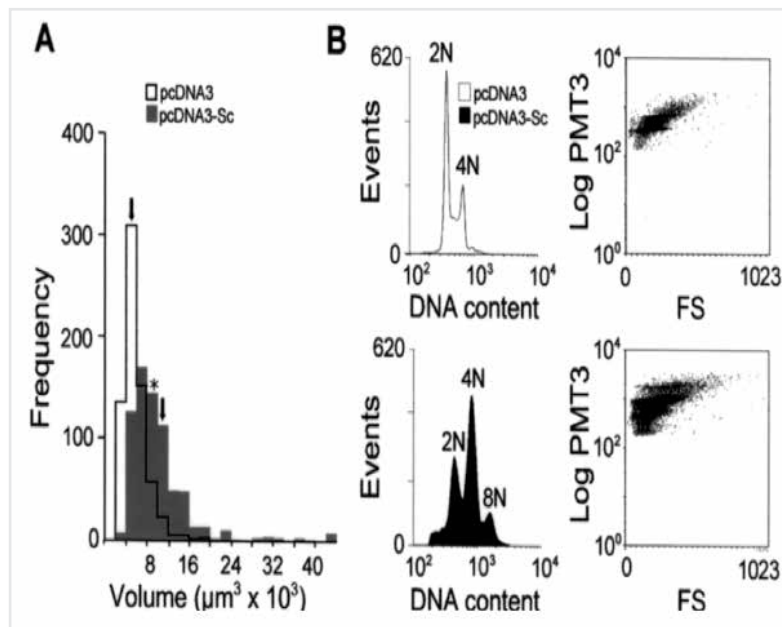 A
pcDNA3
pcDNA3-Sc
400
300
200
100
0
Frequency
*
8 16 24 32 40
Volume (µm³ x 10³)
B
620
2N
pcDNA3
pcDNA3-Sc
4N
Events
0
10² 10³ 10⁴
DNA content
10⁴
10²
10⁰
Log PMT3
0 1023
FS
620
4N
2N
8N
Events
0
10² 10³ 10⁴
DNA content
10⁴
10²
10⁰
Log PMT3
0 1023
FS